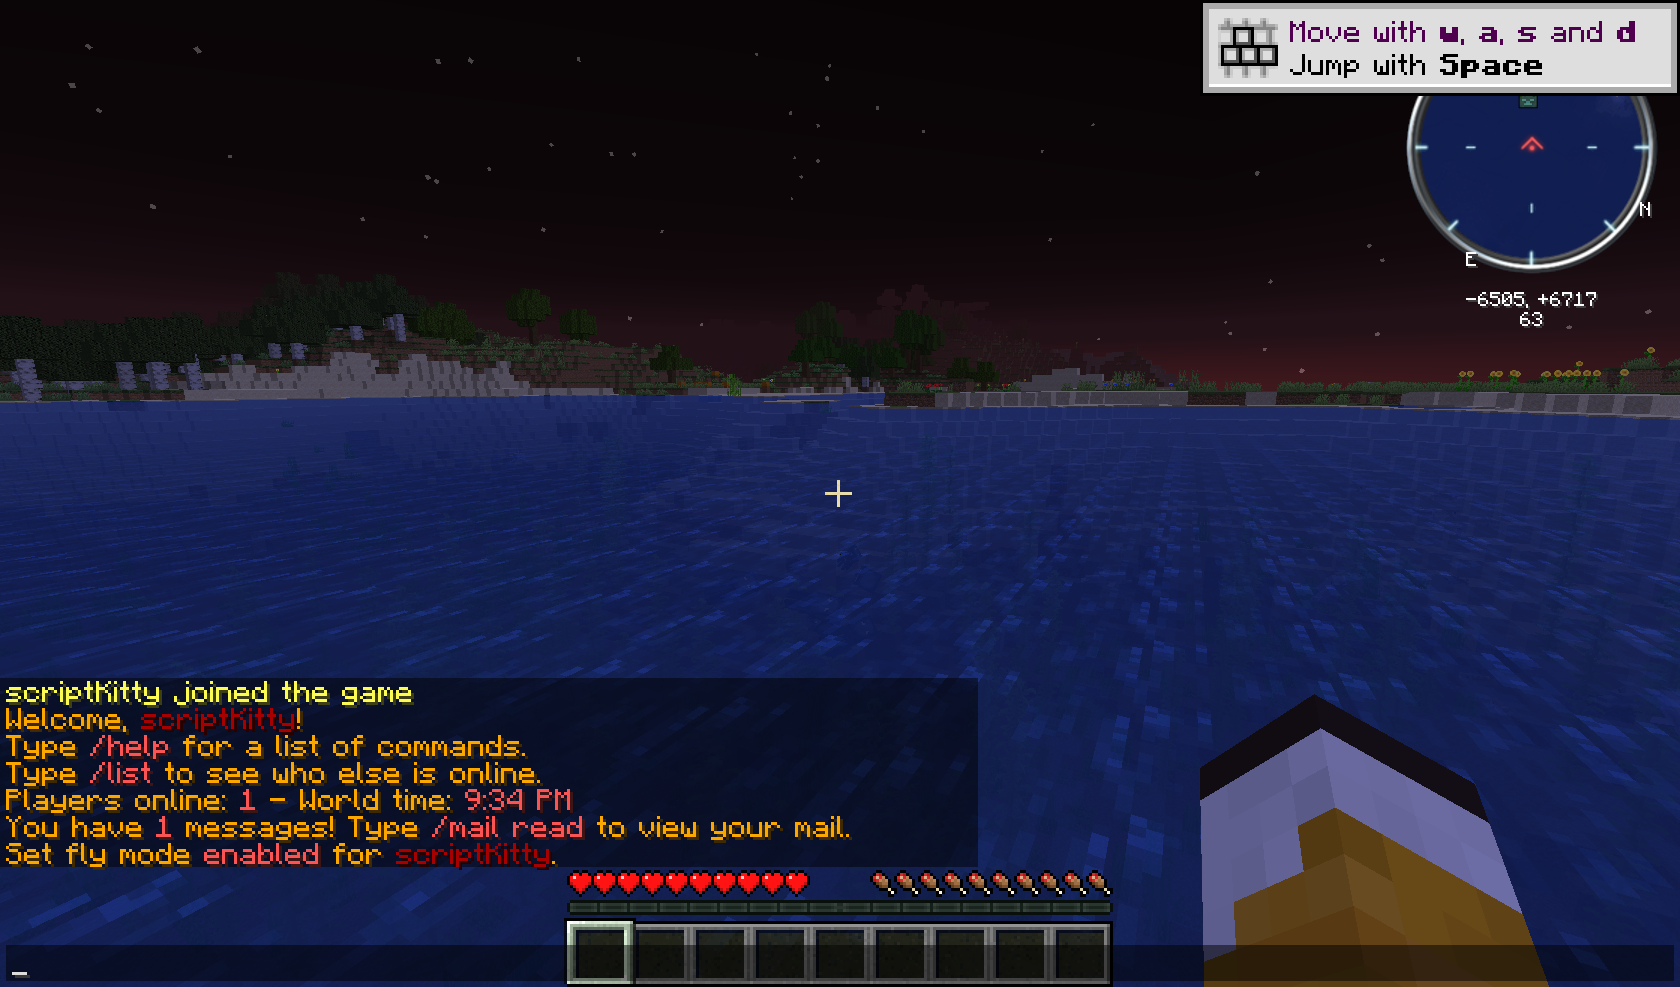 Move with w, a, s and d
Jump with Space
N
E
-6505, +6717
63
scriptKitty joined the game
Welcome, scriptKitty!
Type /help for a list of commands.
Type /list to see who else is online.
Players online: 1 - World time: 9:34 PM
You have 1 messages! Type /mail read to view your mail.
Set fly mode enabled for scriptKitty.
_